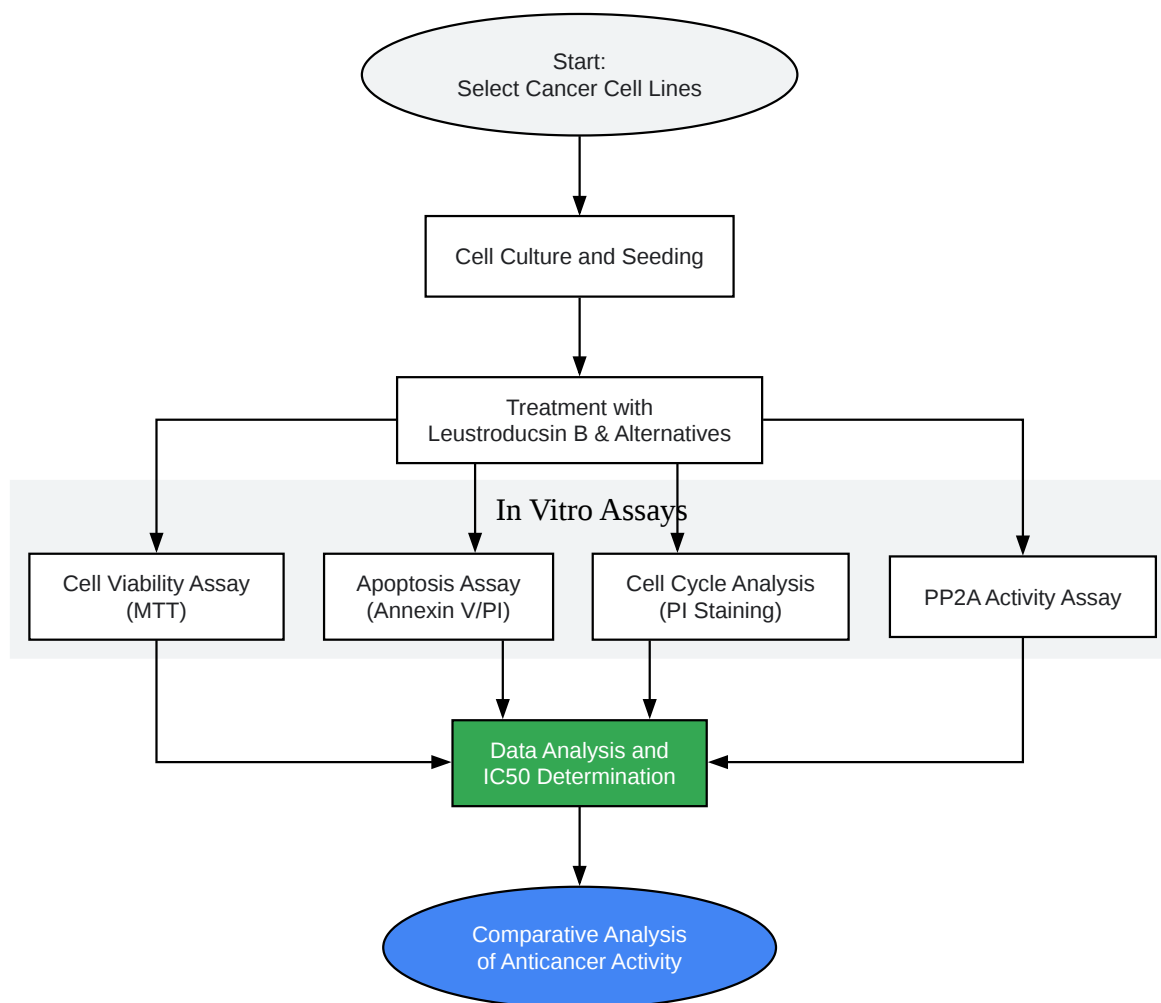 Start:
Select Cancer Cell Lines
Cell Culture and Seeding
Treatment with
Leustroducsin B & Alternatives
In Vitro Assays
Cell Viability Assay
(MTT)
Apoptosis Assay
(Annexin V/PI)
Cell Cycle Analysis
(PI Staining)
PP2A Activity Assay
Data Analysis and
IC50 Determination
Comparative Analysis
of Anticancer Activity